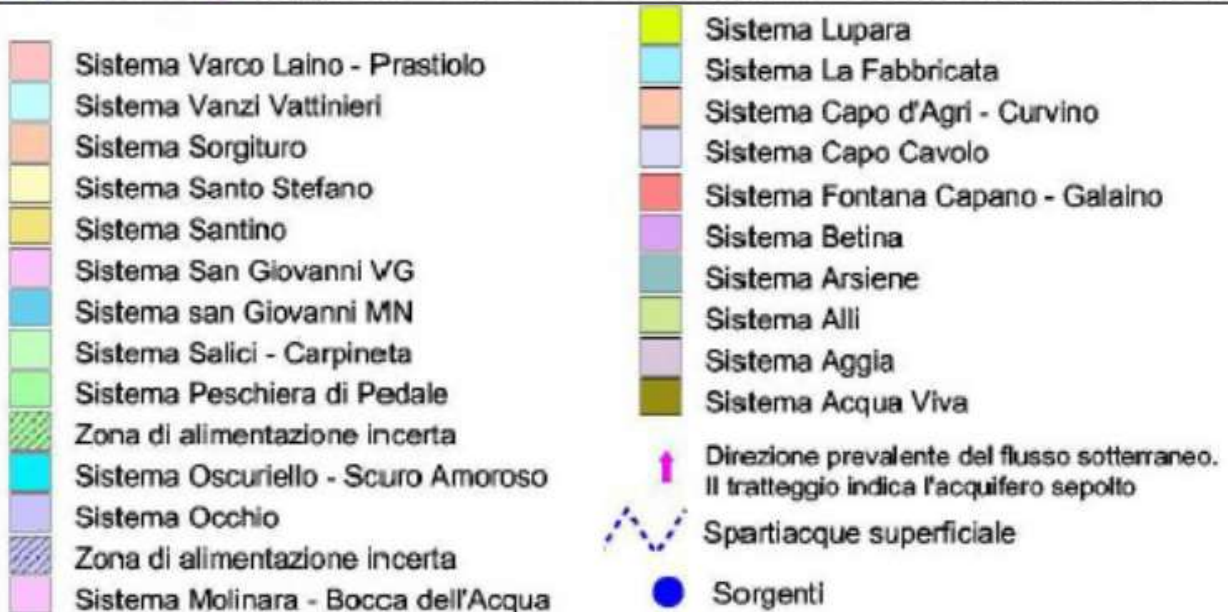 Sistema Varco Laino - Prastiolo
Sistema Vanzi Vattinieri
Sistema Sorgituro
Sistema Santo Stefano
Sistema Santino
Sistema San Giovanni VG
Sistema san Giovanni MN
Sistema Salici - Carpineta
Sistema Peschiera di Pedale
Zona di alimentazione incerta
Sistema Oscuriello - Scuro Amoroso
Sistema Occhio
Zona di alimentazione incerta
Sistema Molinara - Bocca dell'Acqua
Sistema Lupara
Sistema La Fabbricata
Sistema Capo d'Agri - Curvino
Sistema Capo Cavolo
Sistema Fontana Capano - Galaino
Sistema Betina
Sistema Arsiene
Sistema Alli
Sistema Aggia
Sistema Acqua Viva
Direzione prevalente del flusso sotterraneo.
Il tratteggio indica l'acquifero sepolto
Spartiacque superficiale
Sorgenti